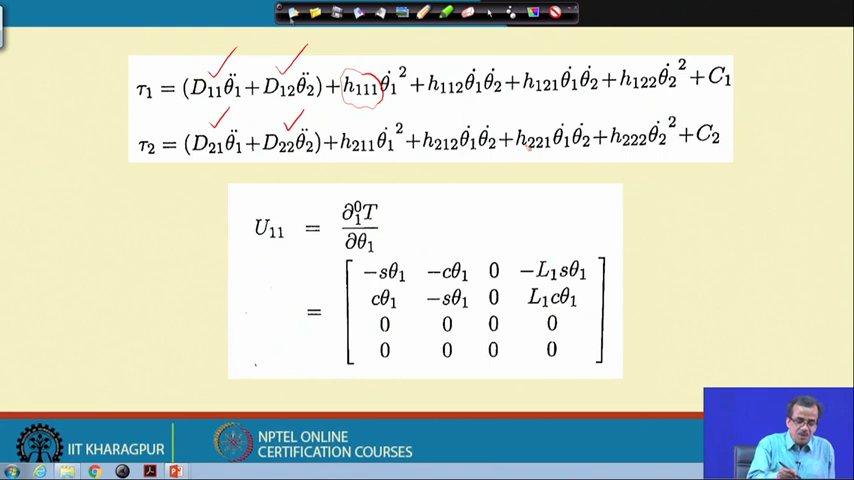 τ₁ = (D₁₁θ̈₁+D₁₂θ̈₂)+h₁₁₁θ̇₁²+h₁₁₂θ̇₁θ̇₂+h₁₂₁θ̇₁θ̇₂+h₁₂₂θ̇₂²+C₁
τ₂ = (D₂₁θ̈₁+D₂₂θ̈₂)+h₂₁₁θ̇₁²+h₂₁₂θ̇₁θ̇₂+h₂₂₁θ̇₁θ̇₂+h₂₂₂θ̇₂²+C₂
U₁₁ = ∂⁰₁T/∂θ₁
= [ −sθ₁ −cθ₁ 0 −L₁sθ₁
cθ₁ −sθ₁ 0 L₁cθ₁
0 0 0 0
0 0 0 0 ]
IIT KHARAGPUR
NPTEL ONLINE
CERTIFICATION COURSES